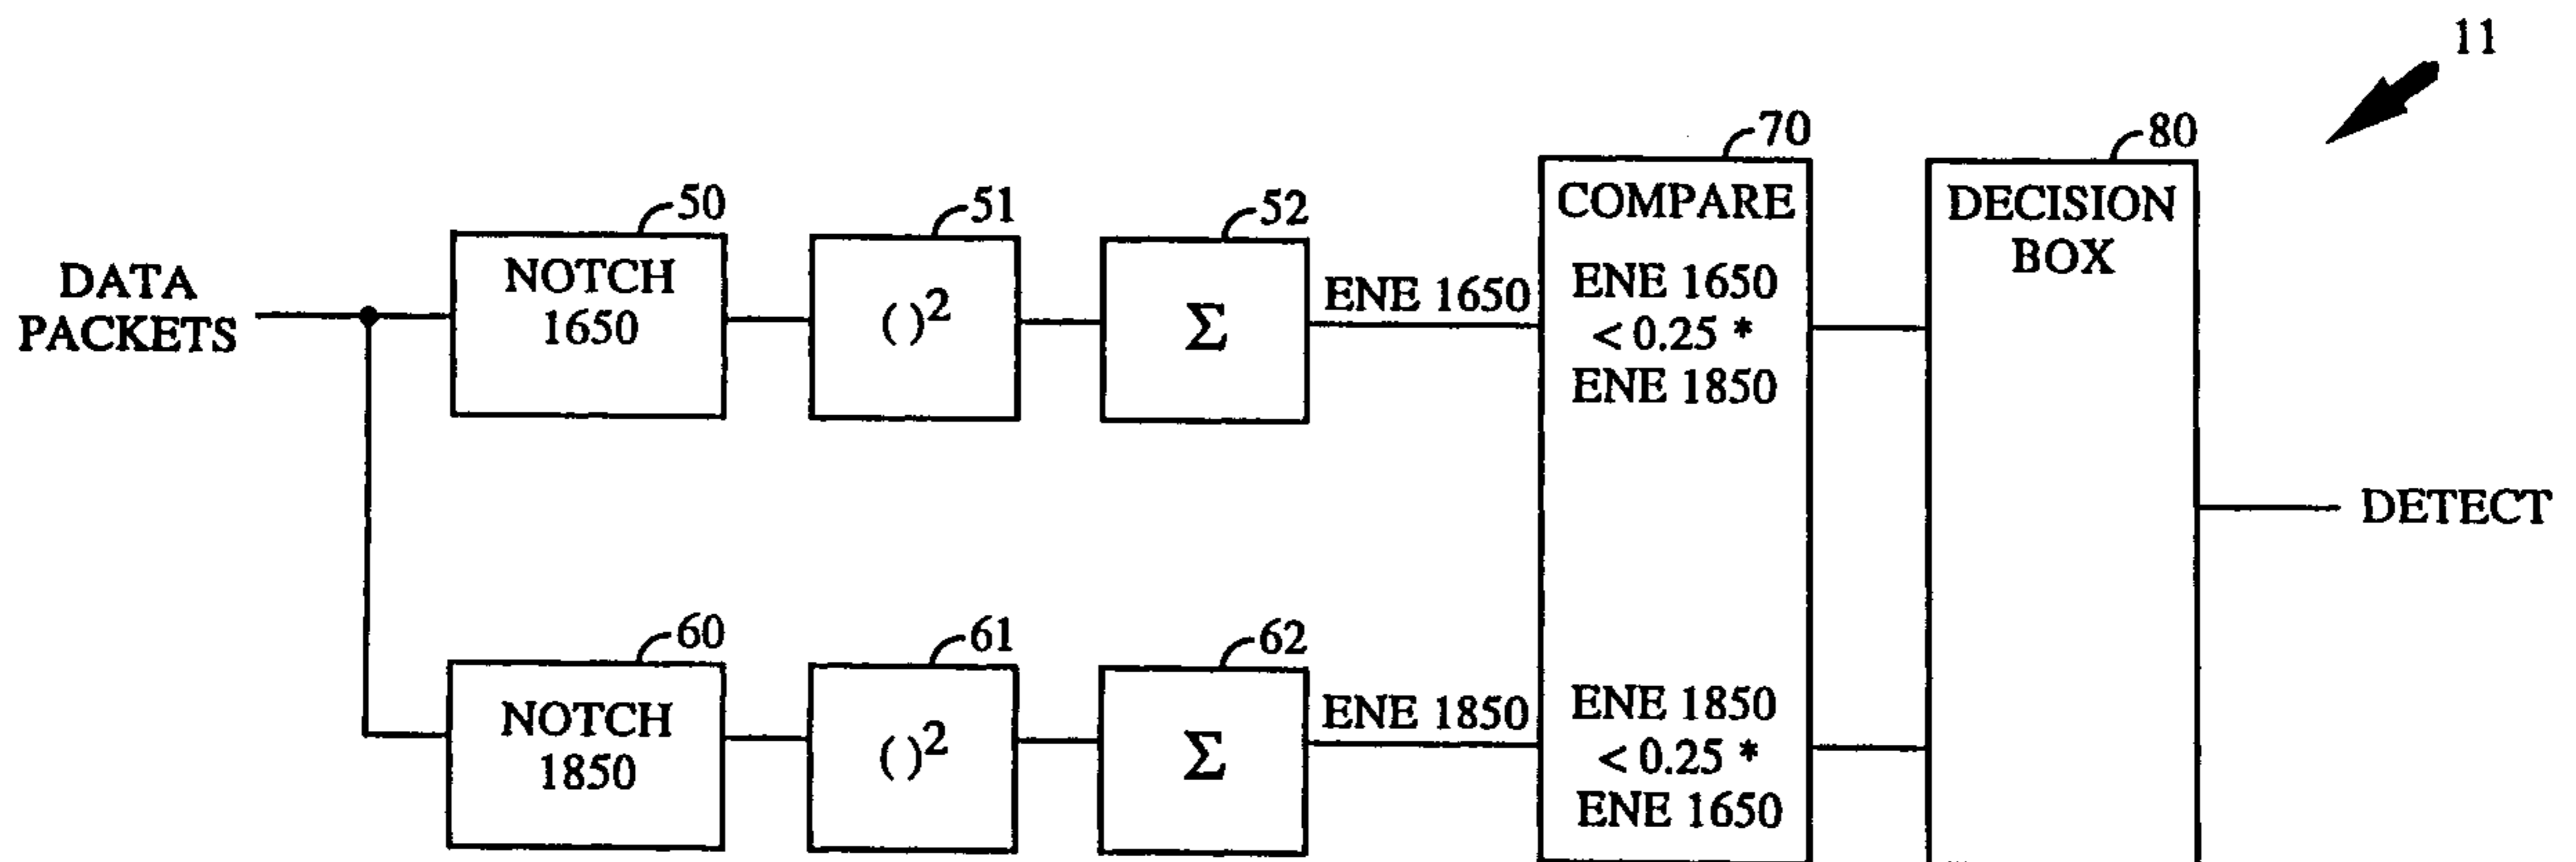 11
DATA
PACKETS
50
NOTCH
1650
51
( )2
52
Σ
ENE 1650
70
COMPARE
ENE 1650
< 0.25 *
ENE 1850
ENE 1850
< 0.25 *
ENE 1650
80
DECISION
BOX
DETECT
60
NOTCH
1850
61
( )2
62
Σ
ENE 1850